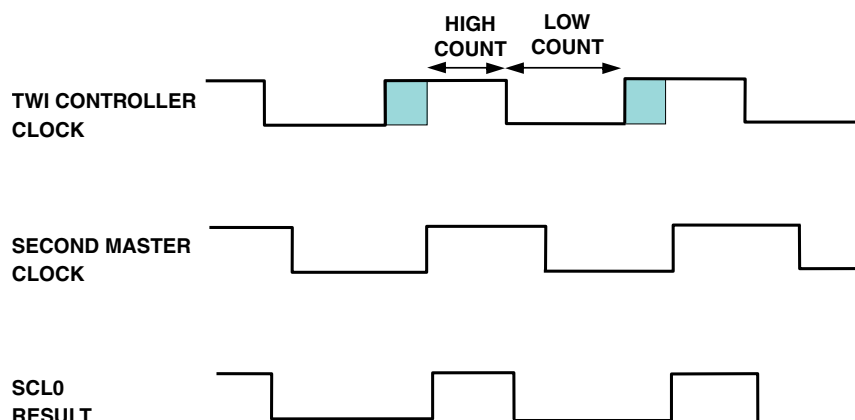 HIGH
COUNT
LOW
COUNT
TWI CONTROLLER
CLOCK
SECOND MASTER
CLOCK
SCL0
RESULT